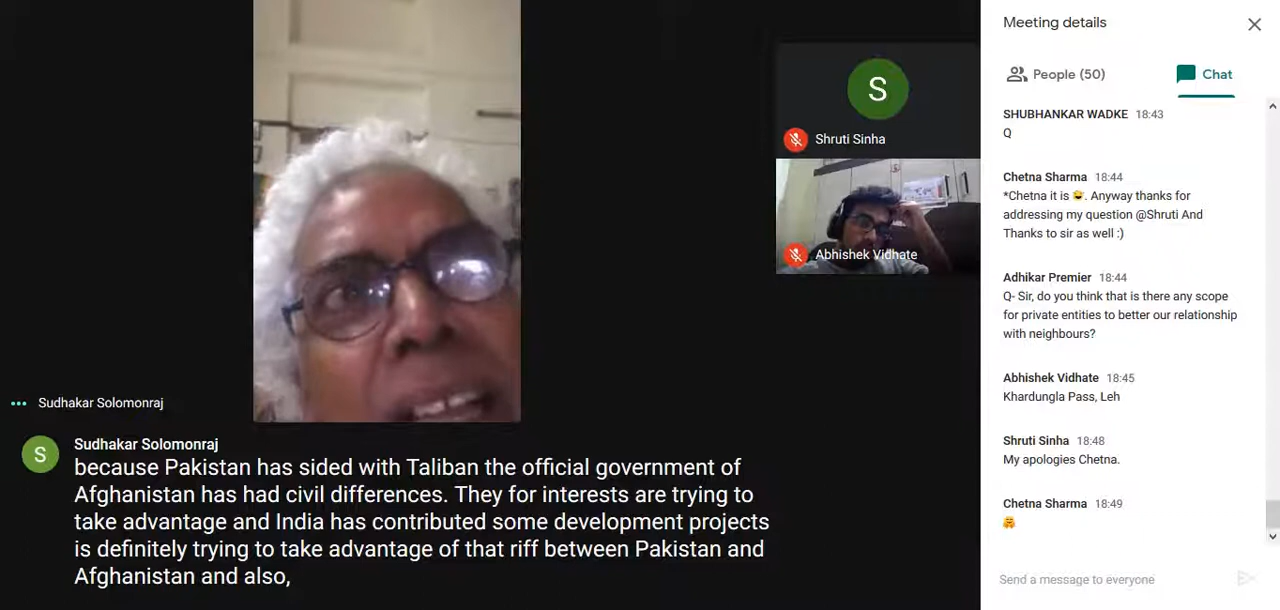 S
Shruti Sinha
Abhishek Vidhate
Sudhakar Solomonraj
S
Sudhakar Solomonraj
because Pakistan has sided with Taliban the official government of
Afghanistan has had civil differences. They for interests are trying to
take advantage and India has contributed some development projects
is definitely trying to take advantage of that riff between Pakistan and
Afghanistan and also,
Meeting details
People (50)
Chat
SHUBHANKAR WADKE 18:43
Q
Chetna Sharma 18:44
*Chetna it is 😅. Anyway thanks for
addressing my question @Shruti And
Thanks to sir as well :)
Adhikar Premier 18:44
Q- Sir, do you think that is there any scope
for private entities to better our relationship
with neighbours?
Abhishek Vidhate 18:45
Khardungla Pass, Leh
Shruti Sinha 18:48
My apologies Chetna.
Chetna Sharma 18:49
🤗
Send a message to everyone